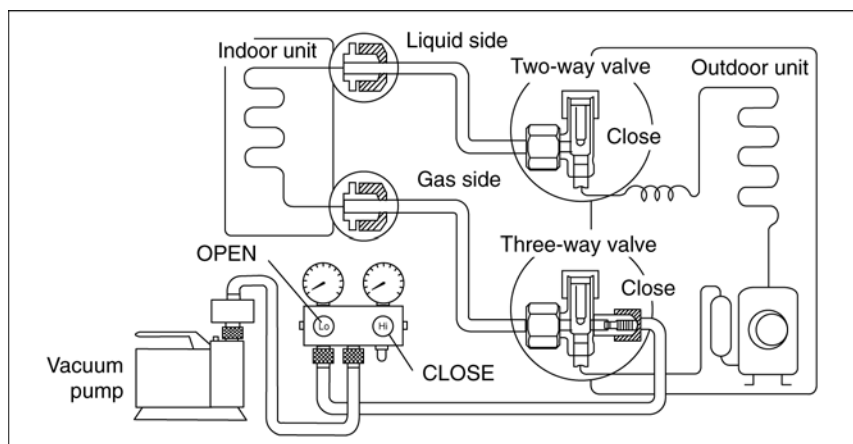 Indoor unit
Liquid side
Two-way valve
Outdoor unit
Close
Gas side
Three-way valve
Close
OPEN
Lo
Hi
CLOSE
Vacuum
pump